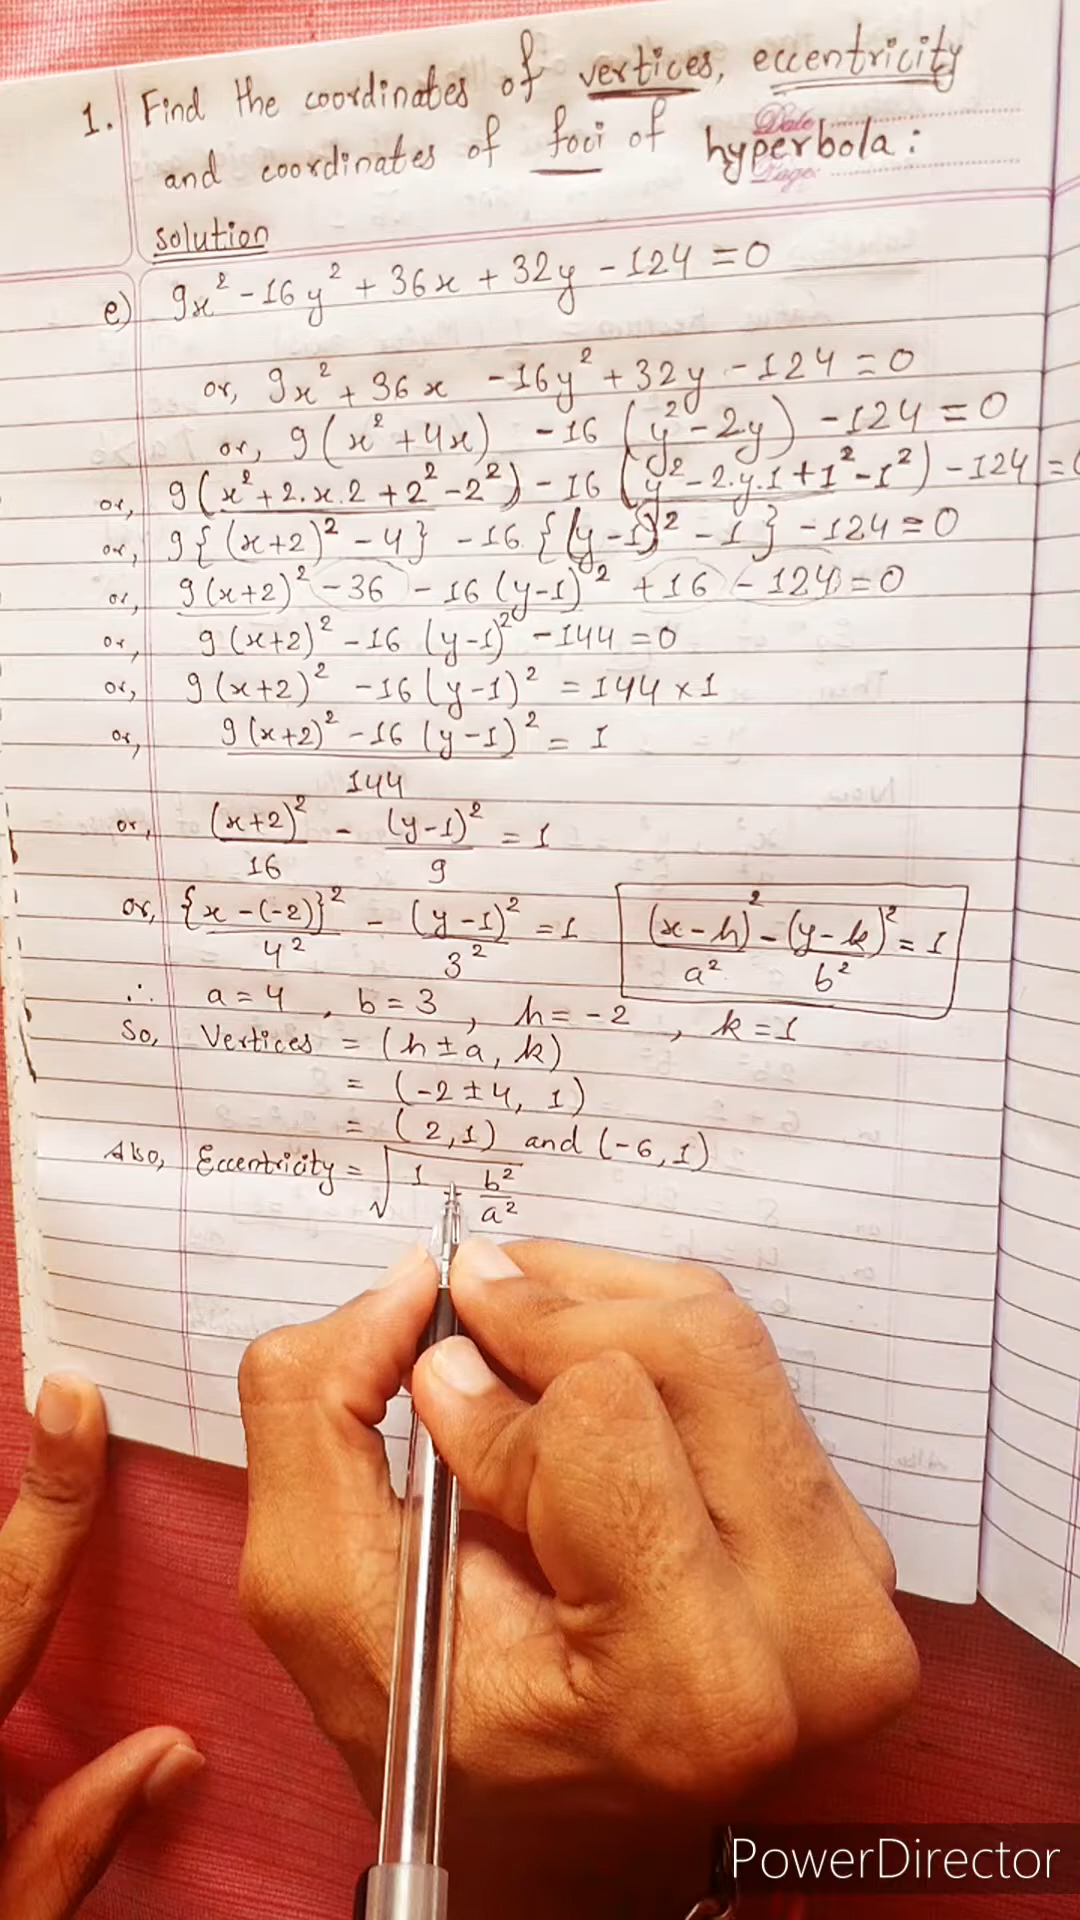 1. Find the coordinates of vertices, eccentricity
and coordinates of foci of hyperbola :
Date
Page:
solution
e) 9x² - 16y² + 36x + 32y - 124 = 0
or, 9x² + 36x - 16y² + 32y - 124 = 0
or, 9(x² + 4x) - 16(y² - 2y) - 124 = 0
or, 9(x² + 2.x.2 + 2² - 2²) - 16(y² - 2.y.1 + 1² - 1²) - 124 = 0
or, 9{(x+2)² - 4} - 16{(y-1)² - 1} - 124 = 0
or, 9(x+2)² - 36 - 16(y-1)² + 16 - 124 = 0
or, 9(x+2)² - 16(y-1)² - 144 = 0
or, 9(x+2)² - 16(y-1)² = 144 × 1
or, 9(x+2)² - 16(y-1)² = 1
144
or, (x+2)² - (y-1)² = 1
16 9
or, {x-(-2)}² - (y-1)² = 1 (x-h)² - (y-k)² = 1
4² 3² a² b²
∴ a = 4 , b = 3 , h = -2 , k = 1
So, Vertices = (h ± a, k)
= (-2 ± 4, 1)
= (2, 1) and (-6, 1)
Also, Eccentricity = √ 1 + b²
a²
PowerDirector